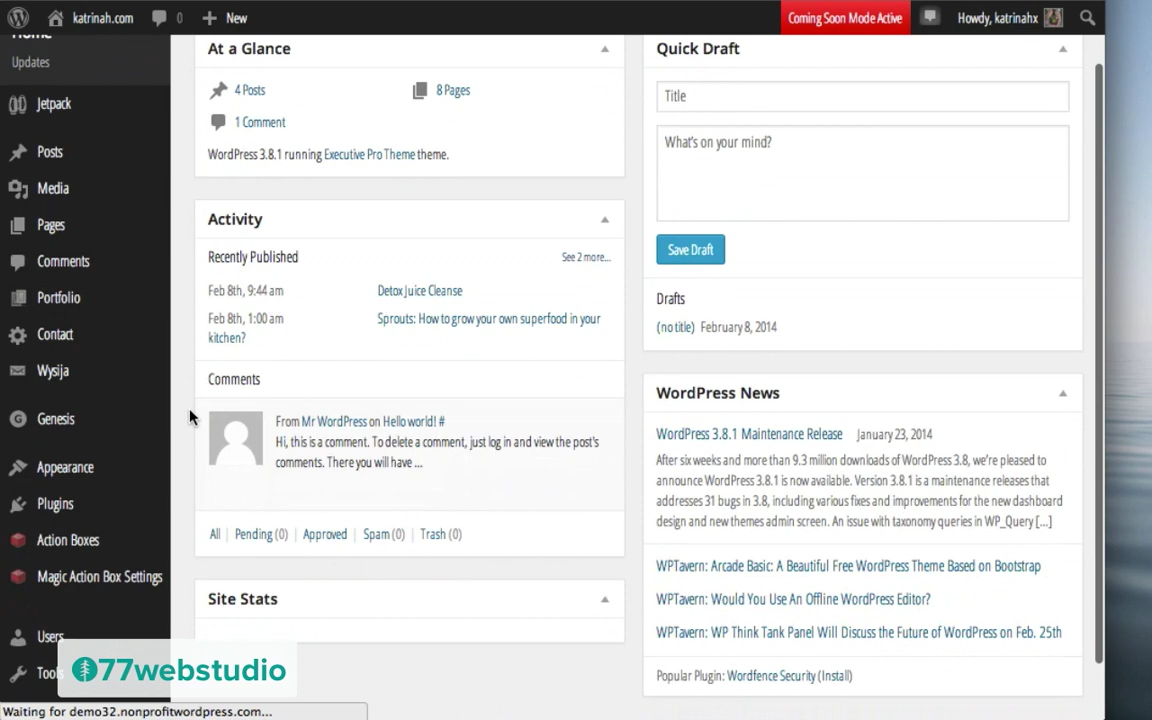 katrinah.com
0
New
Coming Soon Mode Active
Howdy, katrinahx
Home
Updates
Jetpack
Posts
Media
Pages
Comments
Portfolio
Contact
Wysija
Genesis
Appearance
Plugins
Action Boxes
Magic Action Box Settings
Users
Tools
At a Glance
4 Posts
8 Pages
1 Comment
WordPress 3.8.1 running Executive Pro Theme theme.
Activity
Recently Published
See 2 more...
Feb 8th, 9:44 am
Detox Juice Cleanse
Feb 8th, 1:00 am
Sprouts: How to grow your own superfood in your
kitchen?
Comments
From Mr WordPress on Hello world! #
Hi, this is a comment. To delete a comment, just log in and view the post's
comments. There you will have ...
All | Pending (0) | Approved | Spam (0) | Trash (0)
Site Stats
Quick Draft
Title
What's on your mind?
Save Draft
Drafts
(no title) February 8, 2014
WordPress News
WordPress 3.8.1 Maintenance Release January 23, 2014
After six weeks and more than 9.3 million downloads of WordPress 3.8, we're pleased to
announce WordPress 3.8.1 is now available. Version 3.8.1 is a maintenance releases that
addresses 31 bugs in 3.8, including various fixes and improvements for the new dashboard
design and new themes admin screen. An issue with taxonomy queries in WP_Query [...]
WPTavern: Arcade Basic: A Beautiful Free WordPress Theme Based on Bootstrap
WPTavern: Would You Use An Offline WordPress Editor?
WPTavern: WP Think Tank Panel Will Discuss the Future of WordPress on Feb. 25th
Popular Plugin: Wordfence Security (Install)
77webstudio
Waiting for demo32.nonprofitwordpress.com...